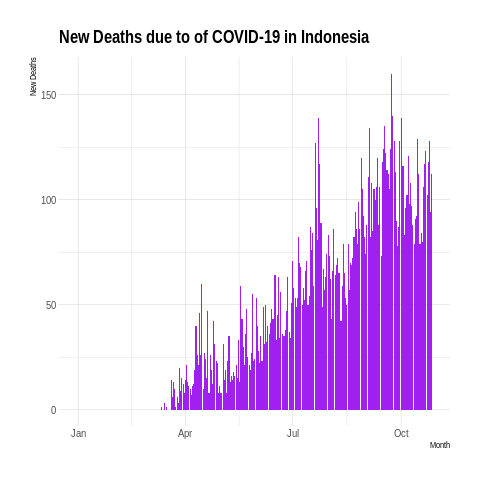 New Deaths due to of COVID-19 in Indonesia
New Deaths
150
100
50
0
Jan Apr Jul Oct
Month